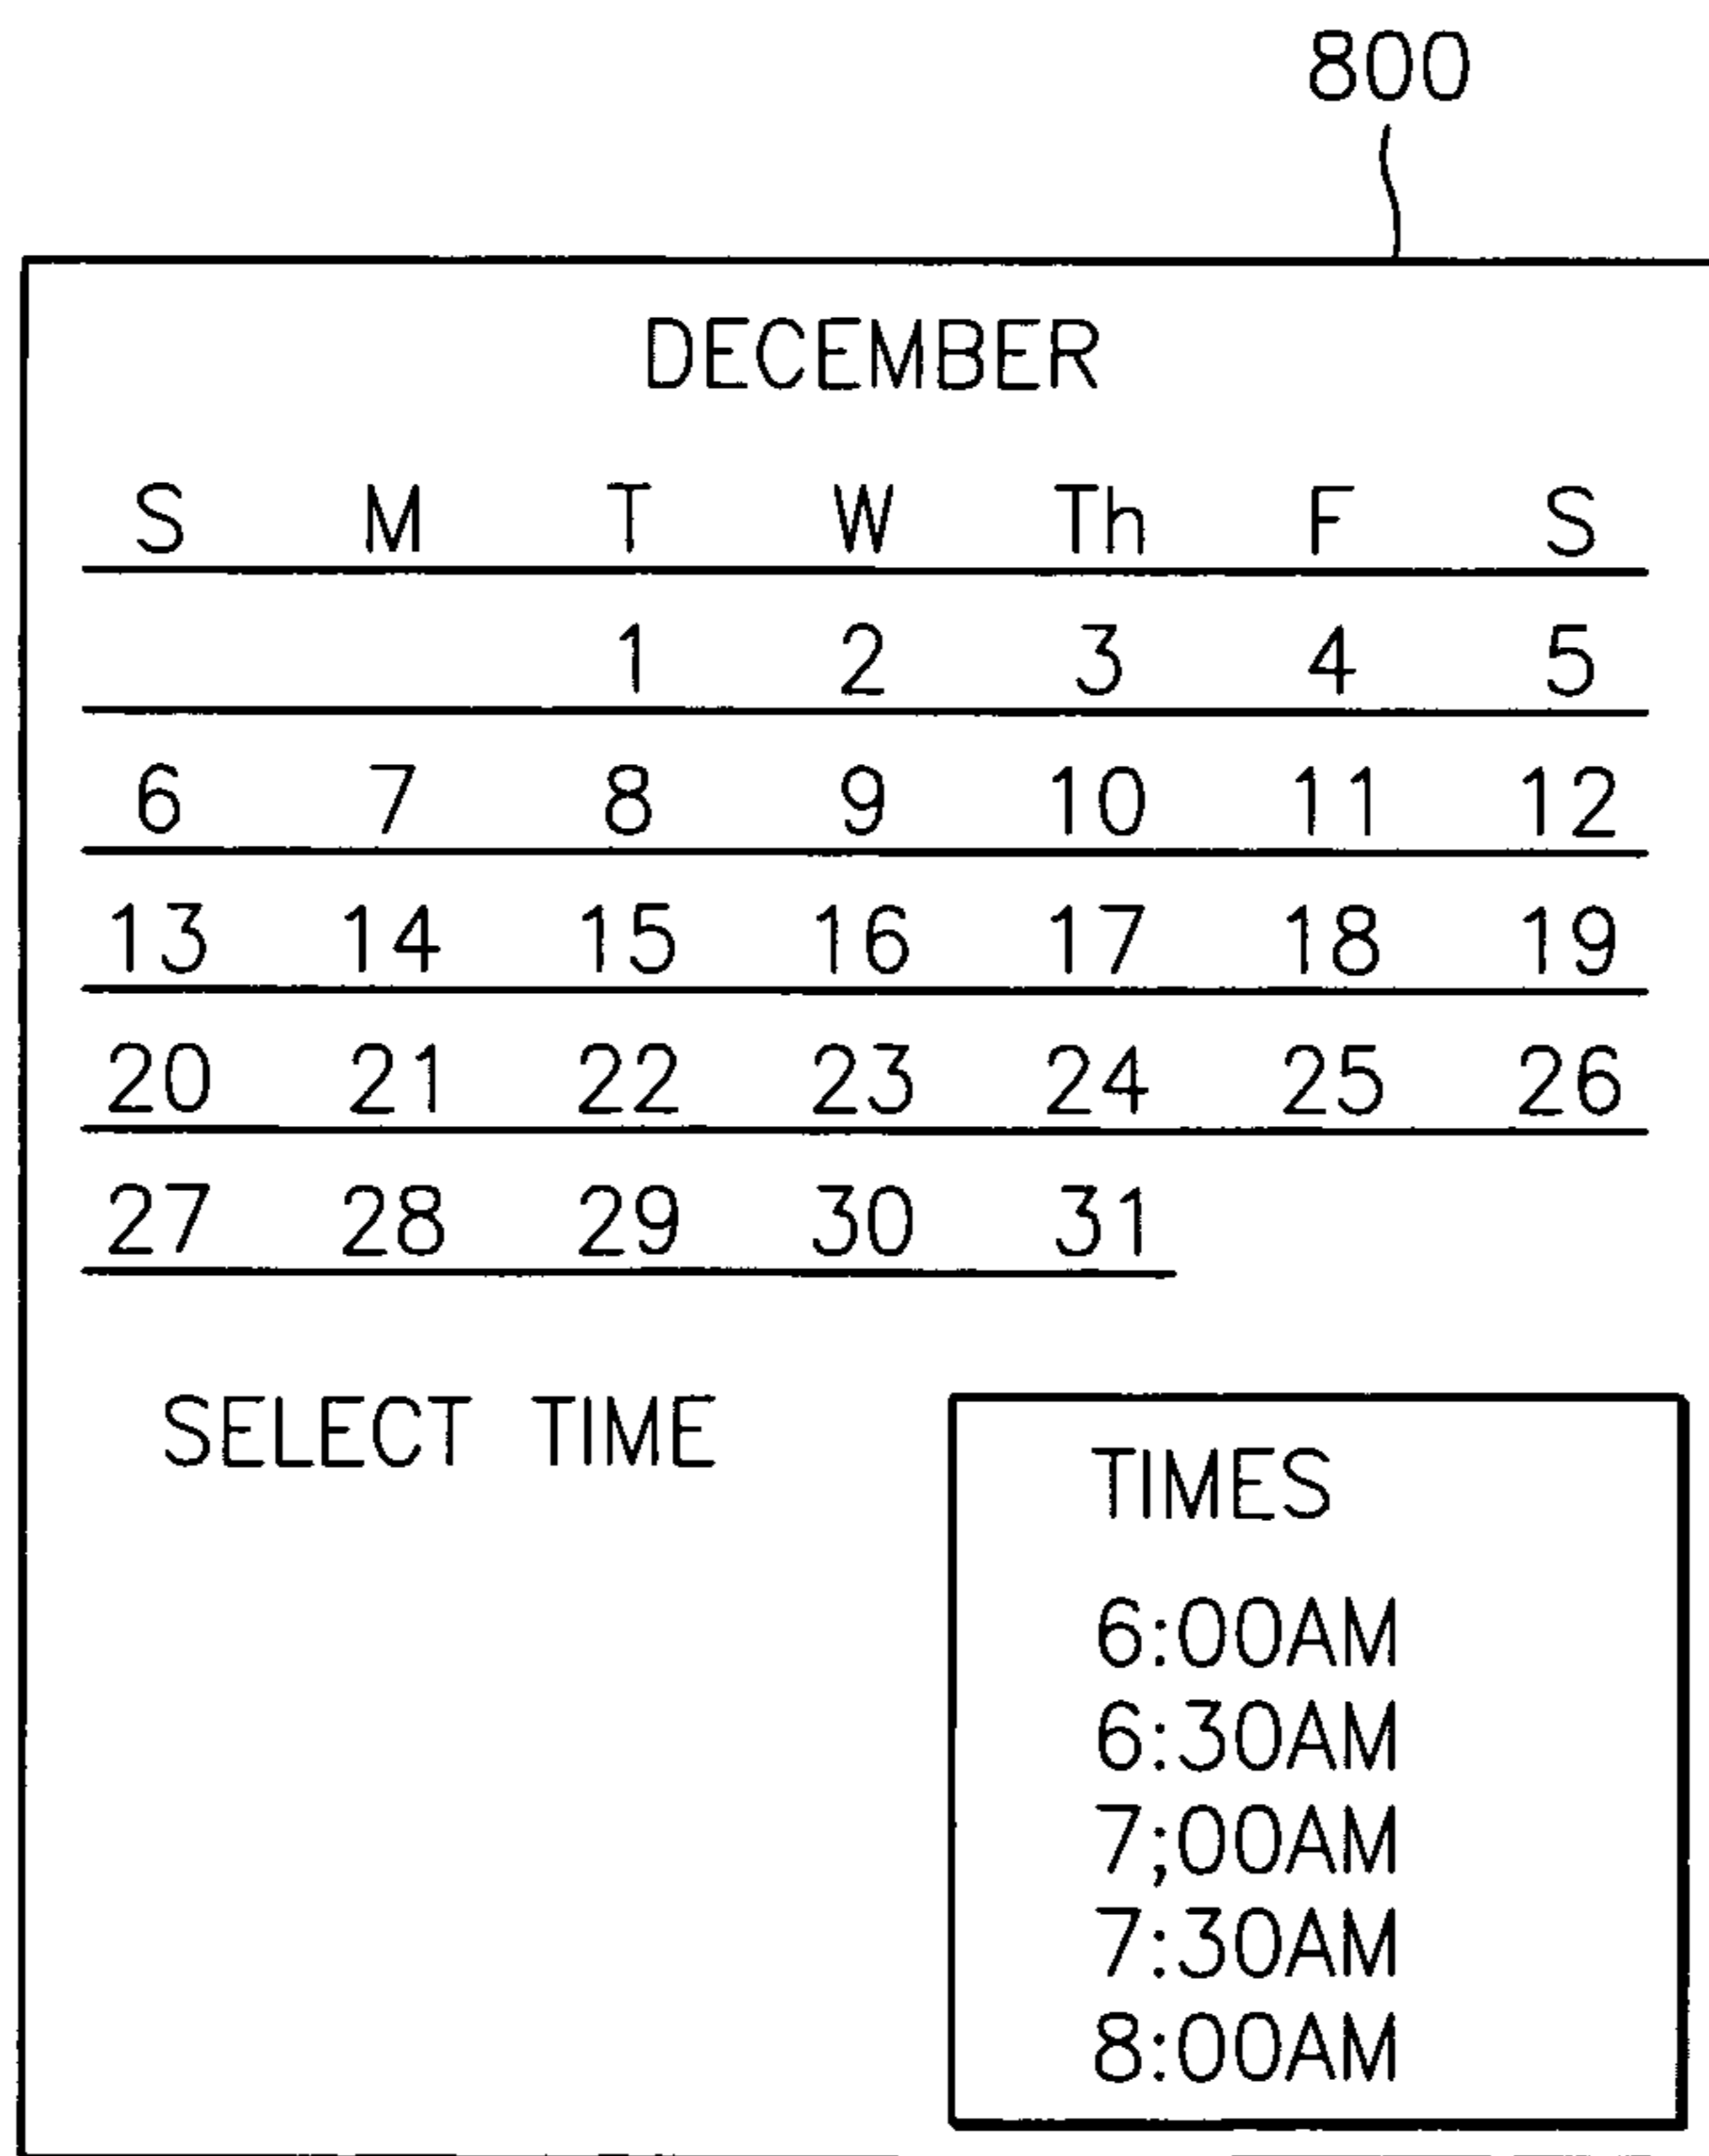 800
DECEMBER
S M T W Th F S
1 2 3 4 5
6 7 8 9 10 11 12
13 14 15 16 17 18 19
20 21 22 23 24 25 26
27 28 29 30 31
SELECT TIME
TIMES
6:00AM
6:30AM
7;00AM
7:30AM
8:00AM